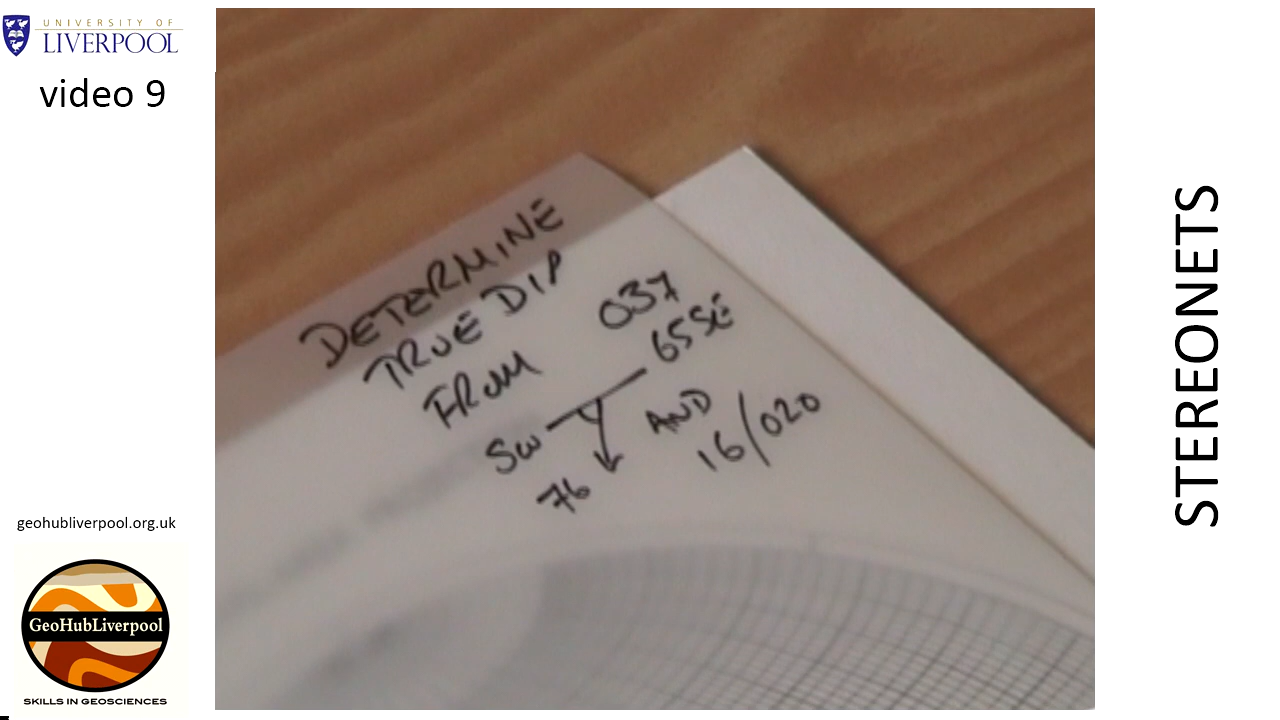 UNIVERSITY OF
LIVERPOOL
video 9
DETERMINE
TRUE DIP
FROM
037
65SE
SW
76
AND
16/020
STEREONETS
geohubliverpool.org.uk
GeoHubLiverpool
SKILLS IN GEOSCIENCES